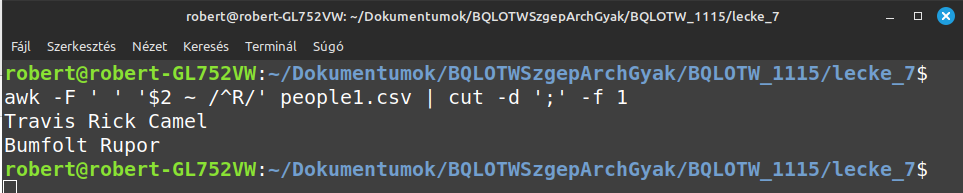 robert@robert-GL752VW: ~/Dokumentumok/BQLOTWSzgepArchGyak/BQLOTW_1115/lecke_7
Fájl Szerkesztés Nézet Keresés Terminál Súgó
robert@robert-GL752VW:~/Dokumentumok/BQLOTWSzgepArchGyak/BQLOTW_1115/lecke_7$
awk -F ' ' '$2 ~ /^R/' people1.csv | cut -d ';' -f 1
Travis Rick Camel
Bumfolt Rupor
robert@robert-GL752VW:~/Dokumentumok/BQLOTWSzgepArchGyak/BQLOTW_1115/lecke_7$